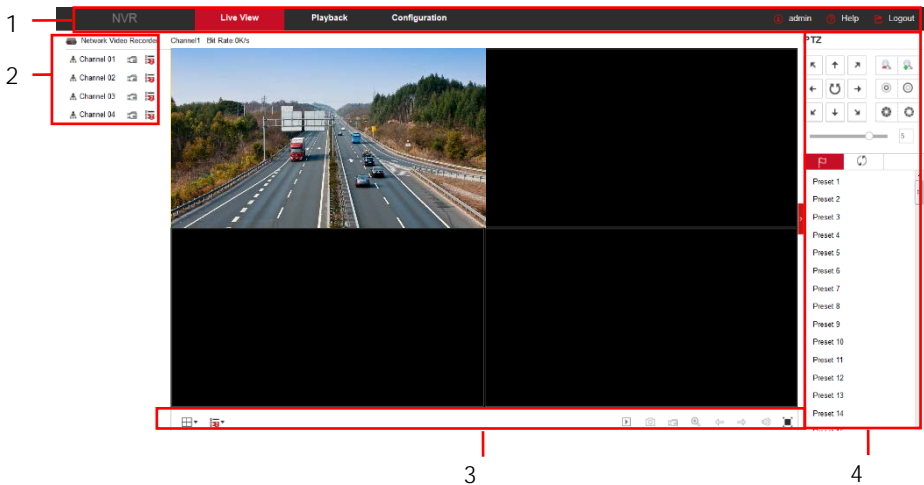 NVR Live View Playback Configuration admin Help Logout
1
Network Video Recorder
Channel1 Bit Rate:0K/s
PTZ
Channel 01
2
Channel 02
Channel 03
Channel 04
5
Preset 1
Preset 2
Preset 3
Preset 4
Preset 5
Preset 6
Preset 7
Preset 8
Preset 9
Preset 10
Preset 11
Preset 12
Preset 13
Preset 14
3
4